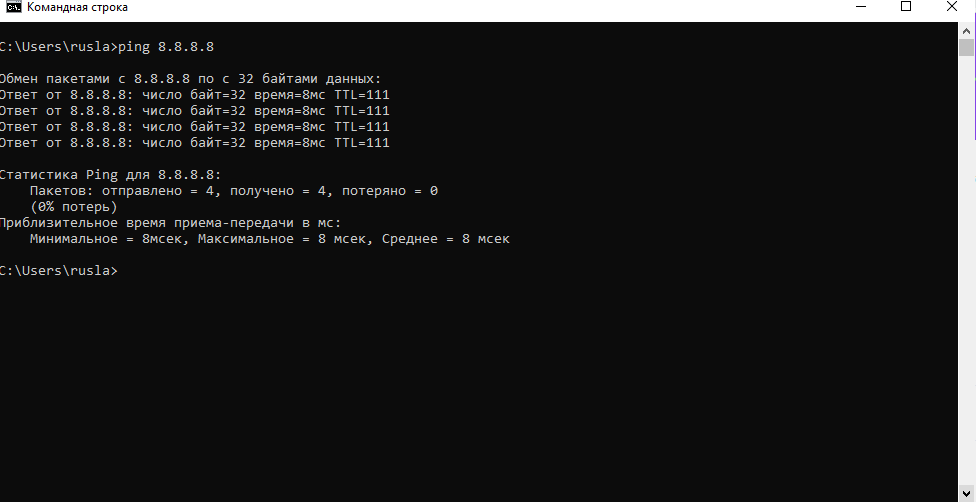 Командная строка
C:\Users\rusla>ping 8.8.8.8
Обмен пакетами с 8.8.8.8 по с 32 байтами данных:
Ответ от 8.8.8.8: число байт=32 время=8мс TTL=111
Ответ от 8.8.8.8: число байт=32 время=8мс TTL=111
Ответ от 8.8.8.8: число байт=32 время=8мс TTL=111
Ответ от 8.8.8.8: число байт=32 время=8мс TTL=111
Статистика Ping для 8.8.8.8:
Пакетов: отправлено = 4, получено = 4, потеряно = 0
(0% потерь)
Приблизительное время приема-передачи в мс:
Минимальное = 8мсек, Максимальное = 8 мсек, Среднее = 8 мсек
C:\Users\rusla>